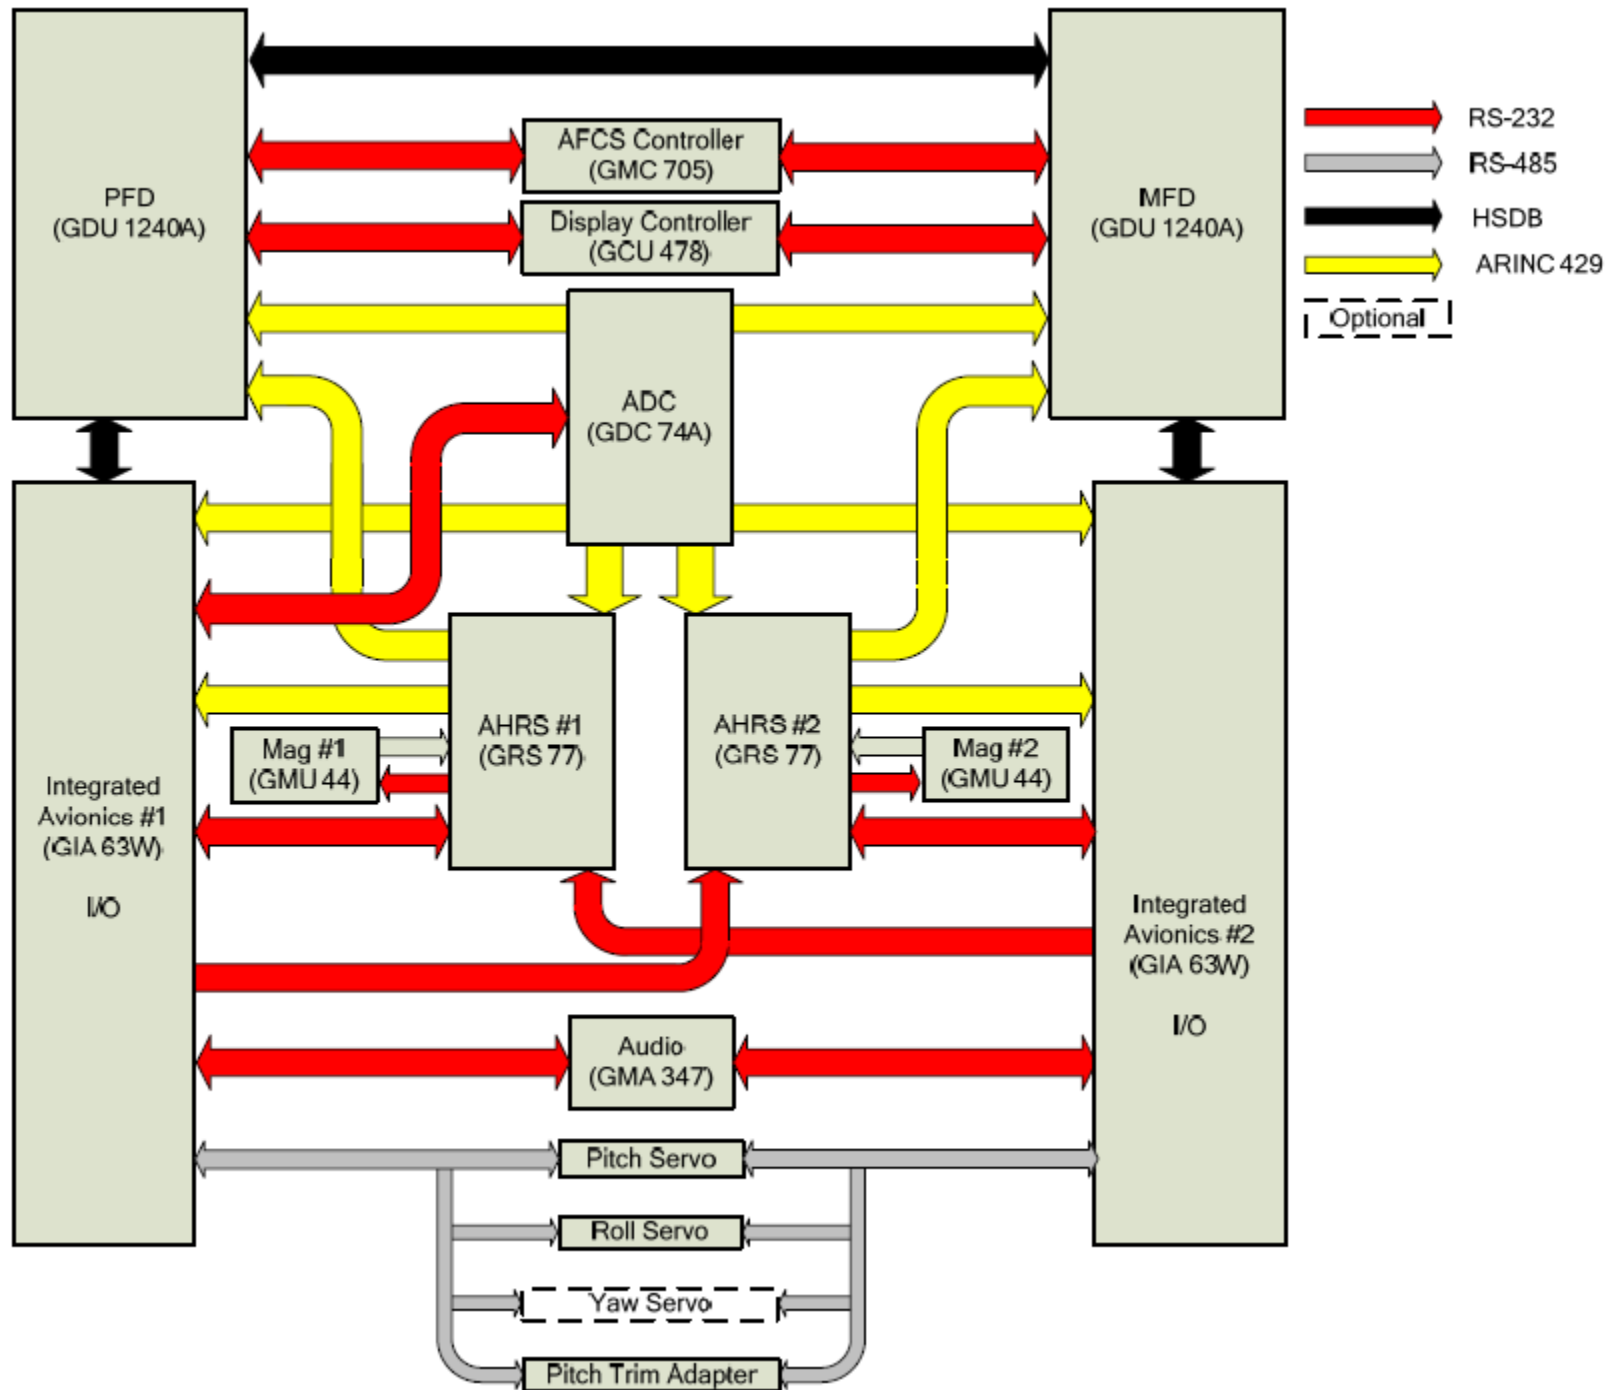 PFD
(GDU 1240A)
AFCS Controller
(GMC 705)
Display Controller
(GCU 478)
MFD
(GDU 1240A)
RS-232
RS-485
HSDB
ARINC 429
Optional
ADC
(GDC 74A)
AHRS #1
(GRS 77)
AHRS #2
(GRS 77)
Mag #1
(GMU 44)
Mag #2
(GMU 44)
Integrated
Avionics #1
(GIA 63W)
I/O
Integrated
Avionics #2
(GIA 63W)
I/O
Audio
(GMA 347)
Pitch Servo
Roll Servo
Yaw Servo
Pitch Trim Adapter